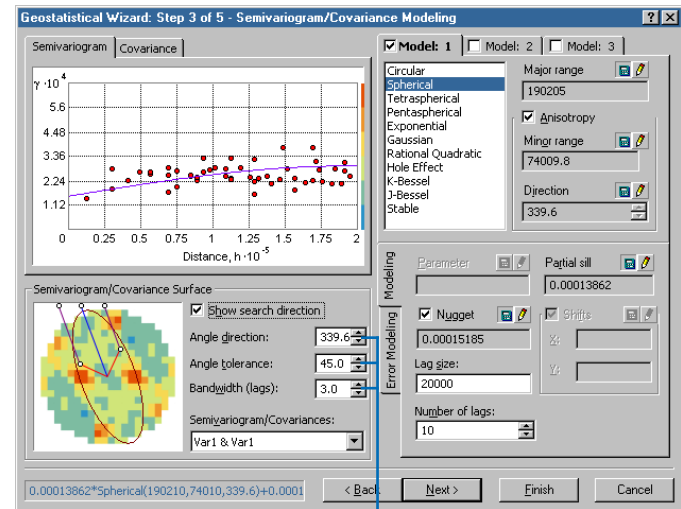 Geostatistical Wizard: Step 3 of 5 - Semivariogram/Covariance Modeling
Semivariogram
Covariance
γ·10 4
5.6
4.48
3.36
2.24
1.12
0 0.25 0.5 0.75 1 1.25 1.5 1.75 2
Distance, h·10 -5
Semivariogram/Covariance Surface
Show search direction
Angle direction: 339.6
Angle tolerance: 45.0
Bandwidth (lags): 3.0
Semivariogram/Covariances:
Var1 & Var1
Model: 1
Model: 2
Model: 3
Circular
Spherical
Tetraspherical
Pentaspherical
Exponential
Gaussian
Rational Quadratic
Hole Effect
K-Bessel
J-Bessel
Stable
Major range
190205
Anisotropy
Minor range
74009.8
Direction
339.6
Modeling
Error Modeling
Parameter
Partial sill
0.00013862
Nugget
0.00015185
Shifts
X:
Y:
Lag size:
20000
Number of lags:
10
0.00013862*Spherical(190210,74010,339.6)+0.0001
< Back
Next >
Finish
Cancel